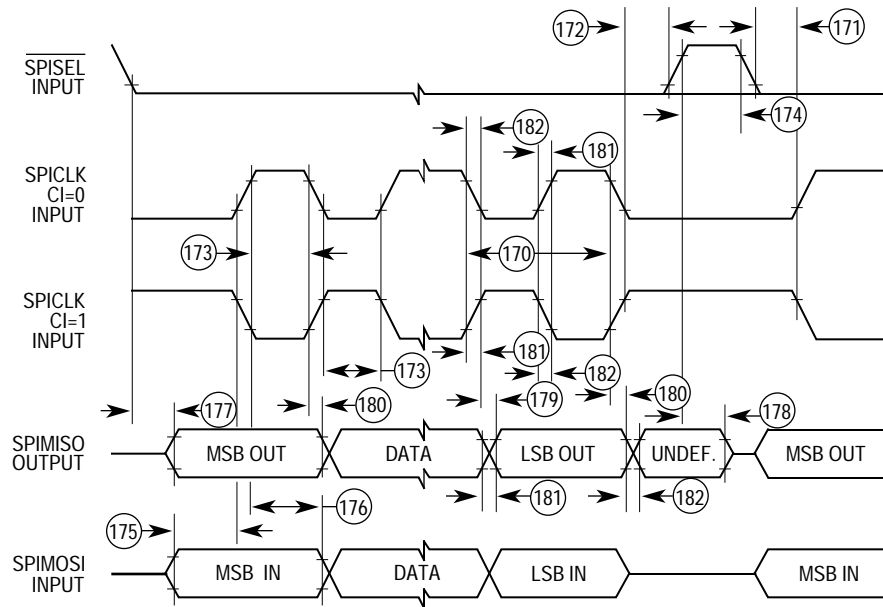 172
171
SPISEL
INPUT
174
182
181
SPICLK
CI=0
INPUT
173
170
SPICLK
CI=1
INPUT
181
173
182
179
180
180
177
178
SPIMISO
OUTPUT
MSB OUT
DATA
LSB OUT
UNDEF.
MSB OUT
181
182
176
175
SPIMOSI
INPUT
MSB IN
DATA
LSB IN
MSB IN